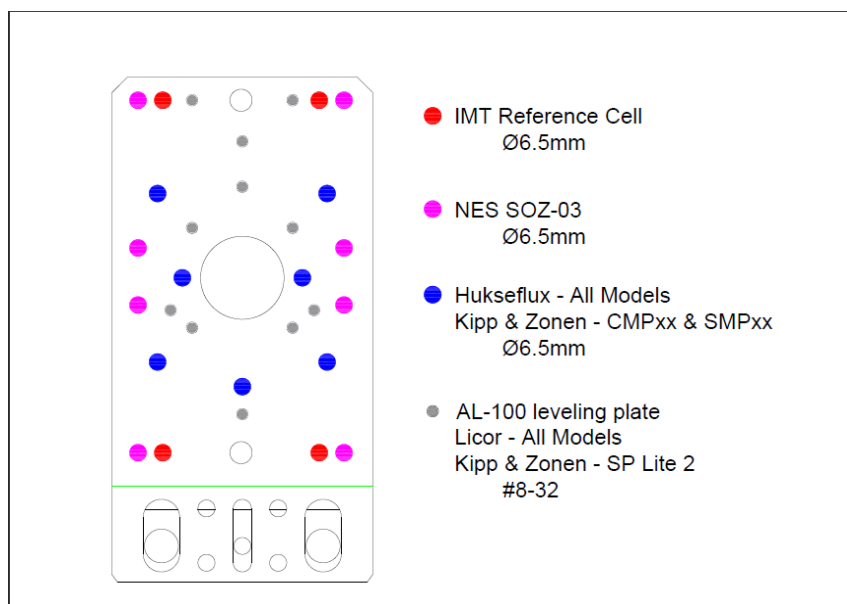 IMT Reference Cell
Ø6.5mm
NES SOZ-03
Ø6.5mm
Hukseflux - All Models
Kipp & Zonen - CMPxx & SMPxx
Ø6.5mm
AL-100 leveling plate
Licor - All Models
Kipp & Zonen - SP Lite 2
#8-32